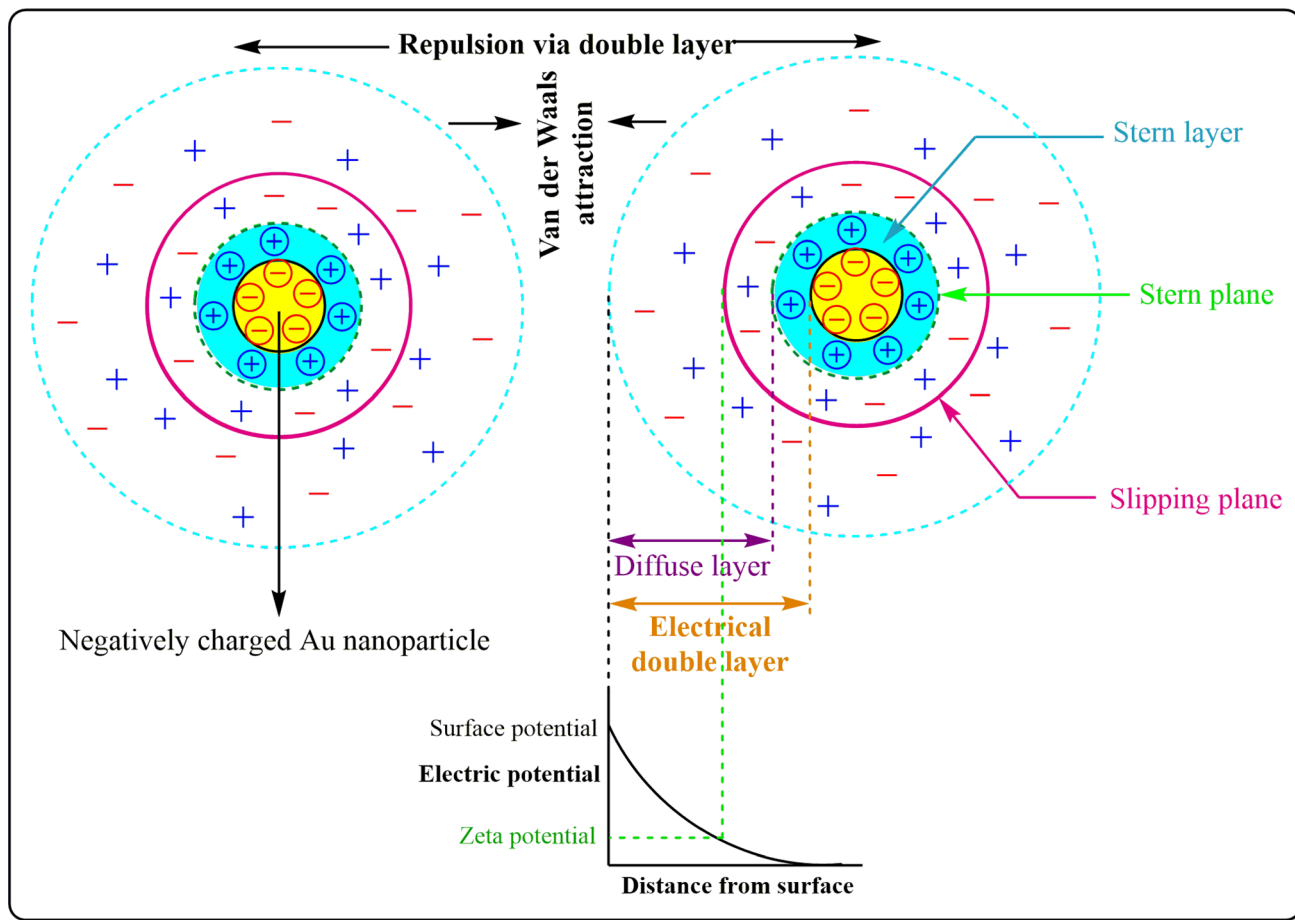 Repulsion via double layer
Van der Waals
attraction
Stern layer
Stern plane
Slipping plane
Diffuse layer
Electrical
double layer
Negatively charged Au nanoparticle
Surface potential
Electric potential
Zeta potential
Distance from surface